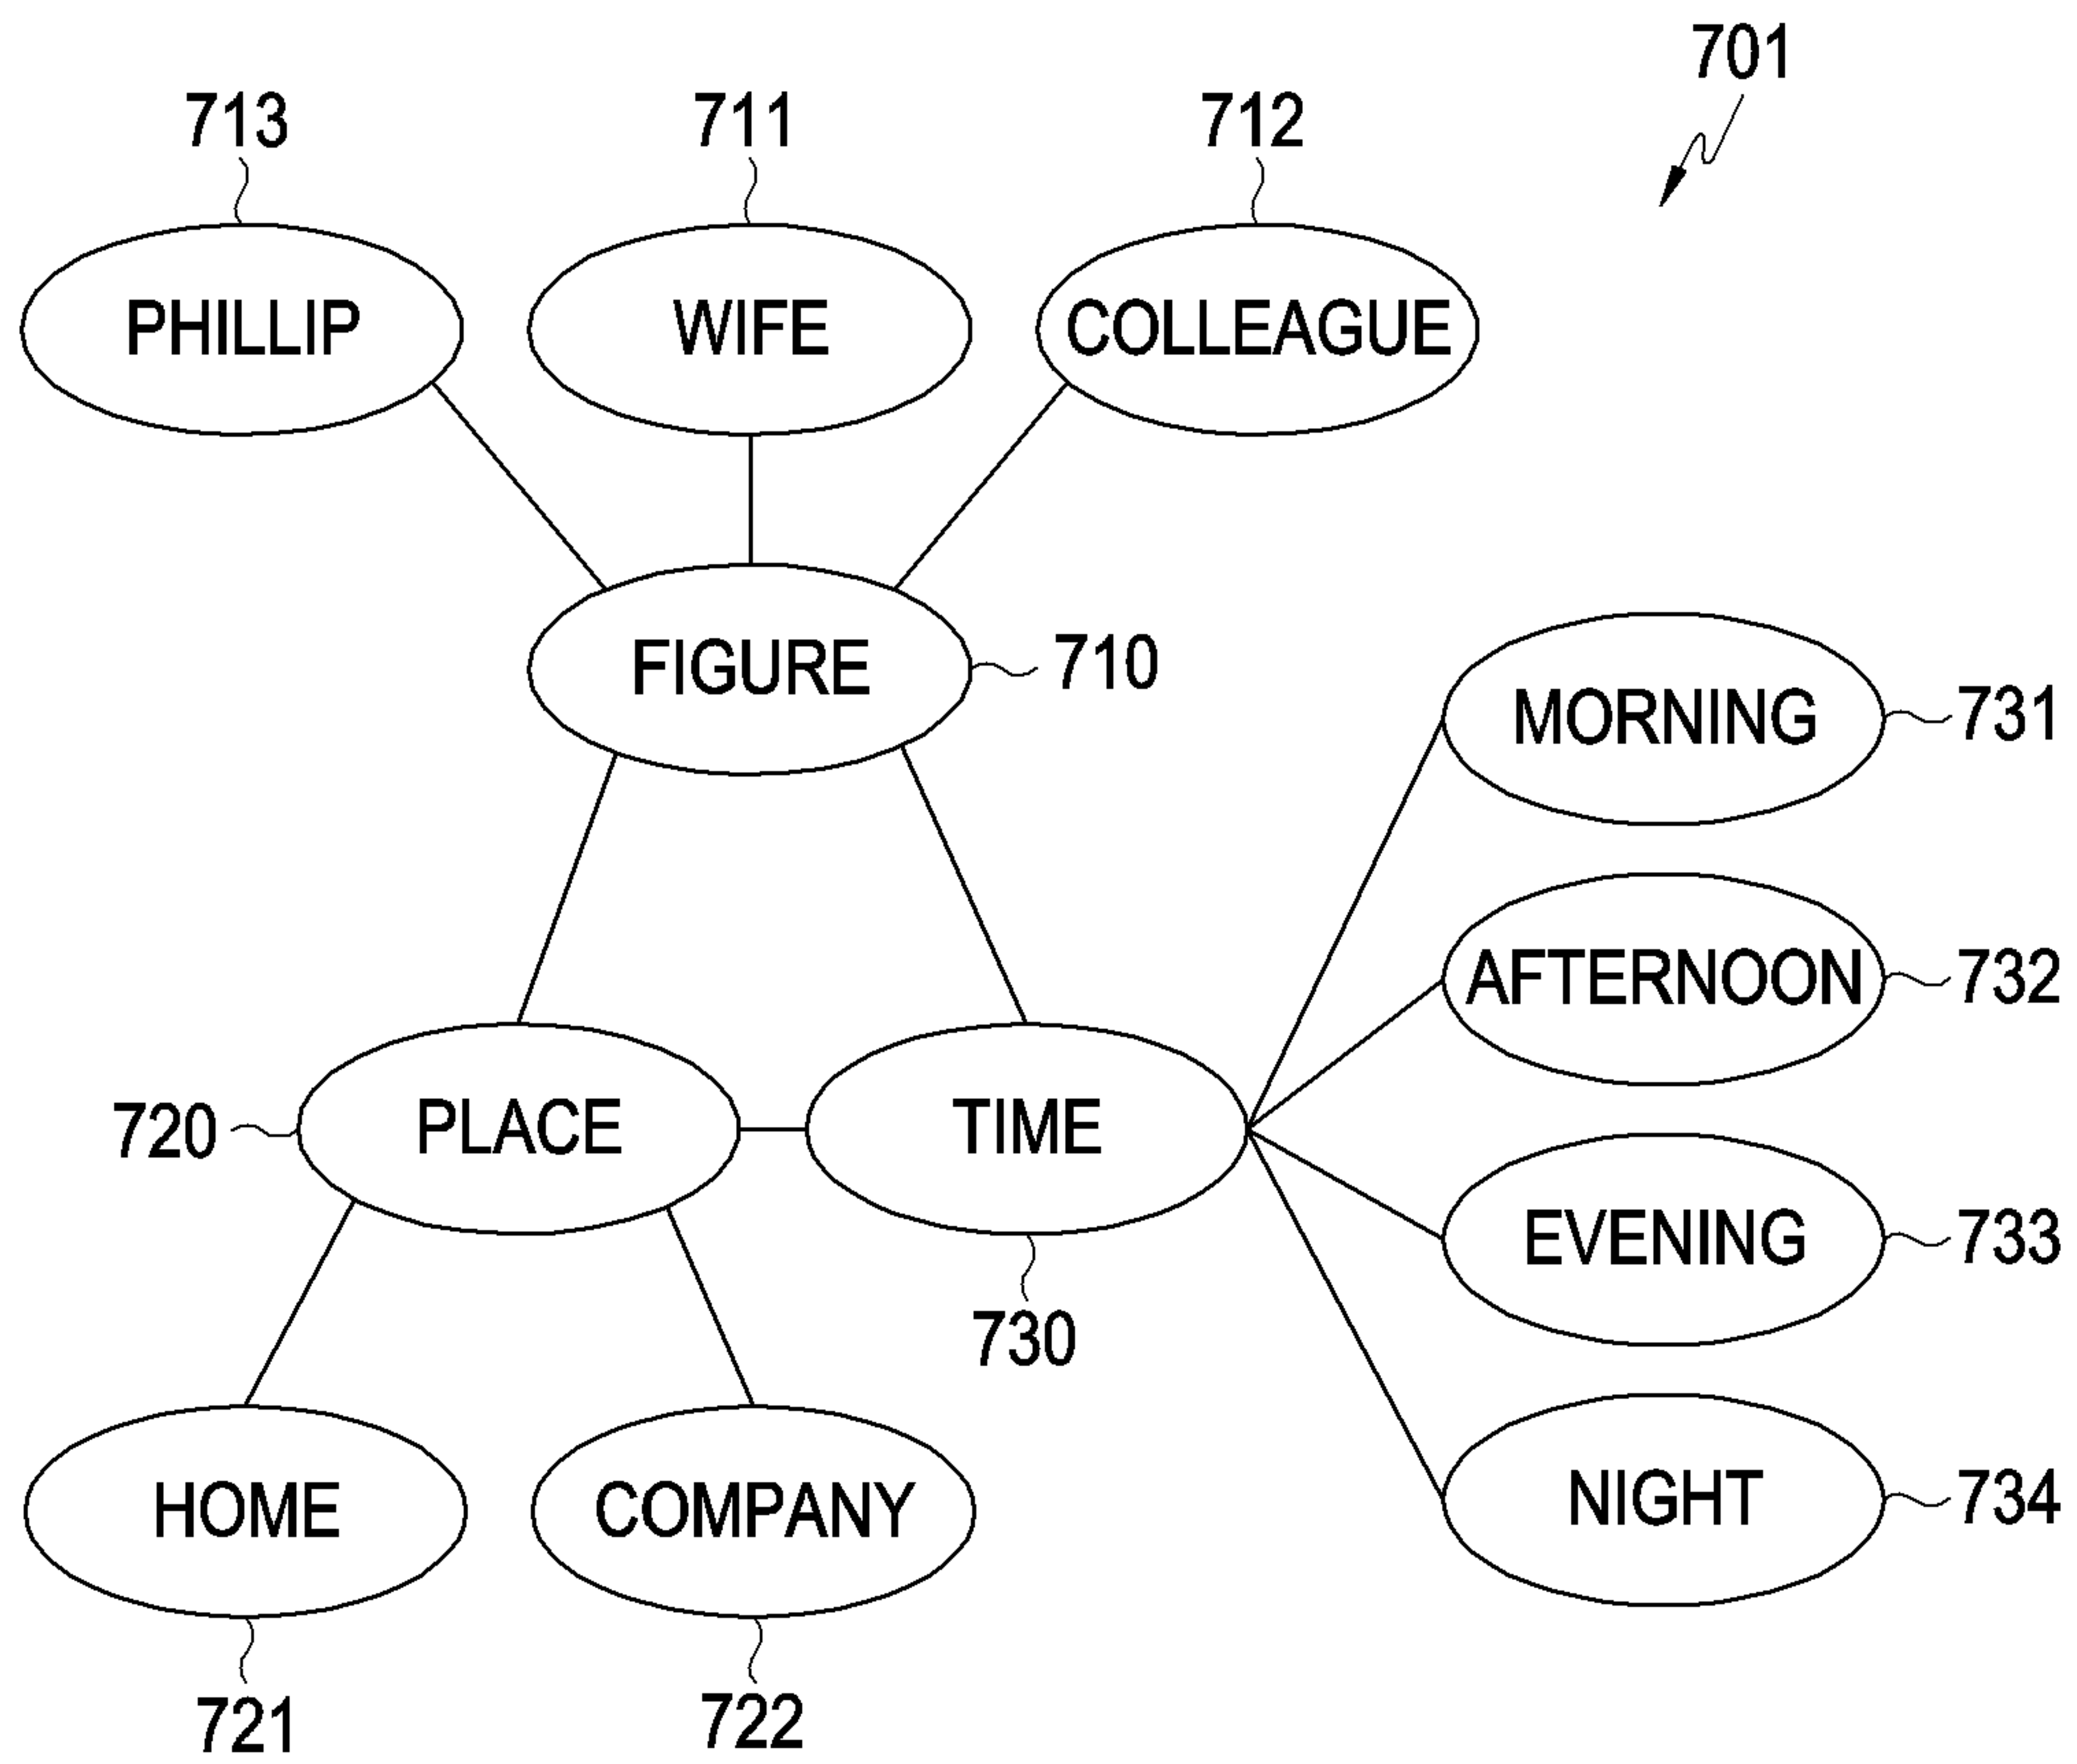 701
713 711 712
PHILLIP WIFE COLLEAGUE
FIGURE 710
MORNING 731
AFTERNOON 732
720 PLACE TIME
EVENING 733
730
HOME COMPANY NIGHT 734
721 722